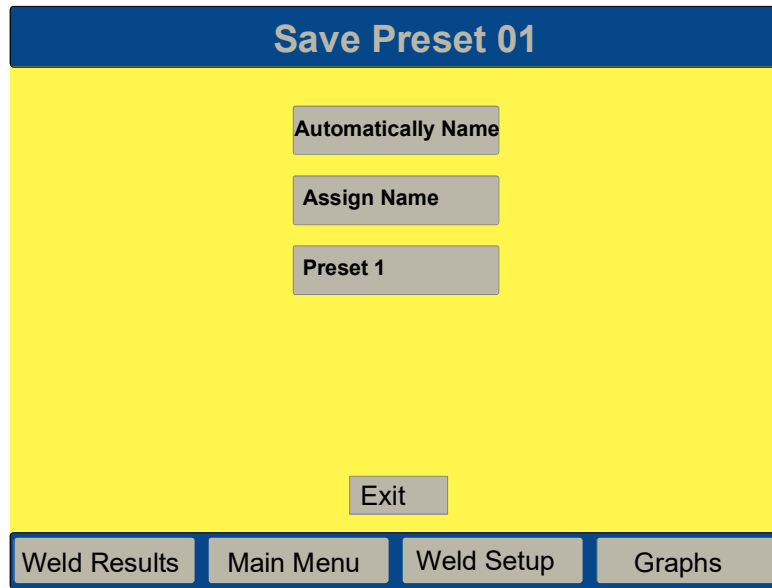 Save Preset 01
Automatically Name
Assign Name
Preset 1
Exit
Weld Results Main Menu Weld Setup Graphs